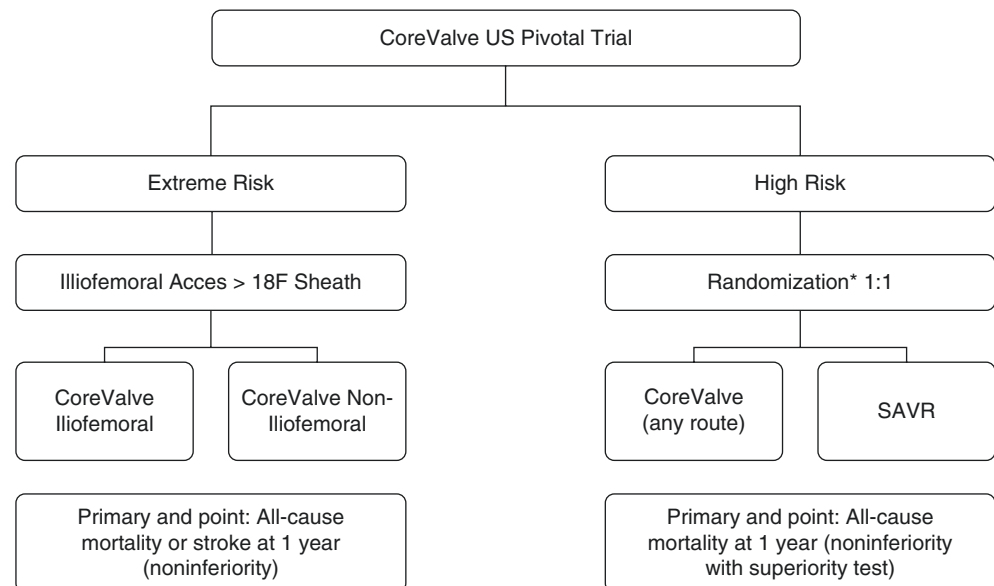 CoreValve US Pivotal Trial
Extreme Risk
High Risk
Illiofemoral Acces > 18F Sheath
Randomization* 1:1
CoreValve
Iliofemoral
CoreValve Non-
Iliofemoral
CoreValve
(any route)
SAVR
Primary and point: All-cause
mortality or stroke at 1 year
(noninferiority)
Primary and point: All-cause
mortality at 1 year (noninferiority
with superiority test)